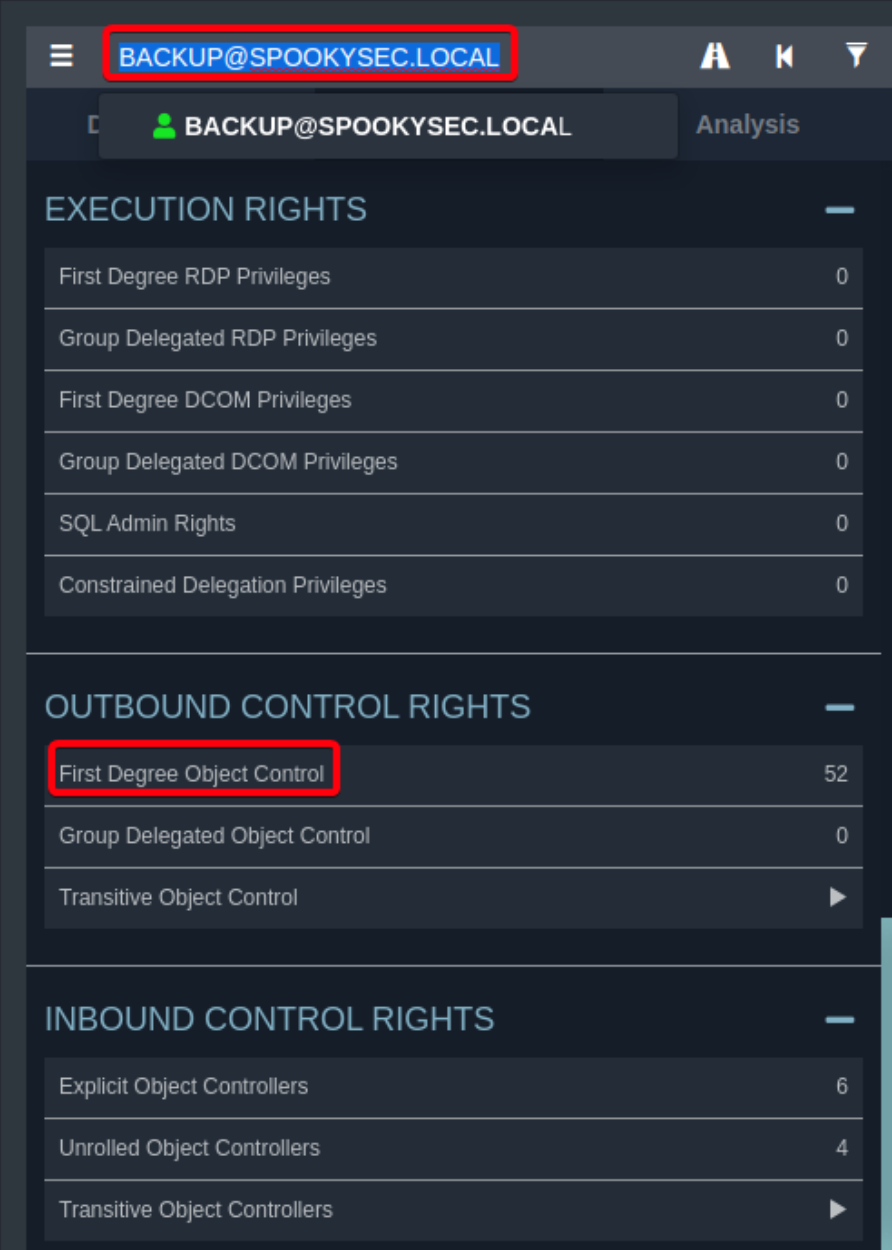 BACKUP@SPOOKYSEC.LOCAL
BACKUP@SPOOKYSEC.LOCAL
D
Analysis
EXECUTION RIGHTS
First Degree RDP Privileges 0
Group Delegated RDP Privileges 0
First Degree DCOM Privileges 0
Group Delegated DCOM Privileges 0
SQL Admin Rights 0
Constrained Delegation Privileges 0
OUTBOUND CONTROL RIGHTS
First Degree Object Control 52
Group Delegated Object Control 0
Transitive Object Control
INBOUND CONTROL RIGHTS
Explicit Object Controllers 6
Unrolled Object Controllers 4
Transitive Object Controllers